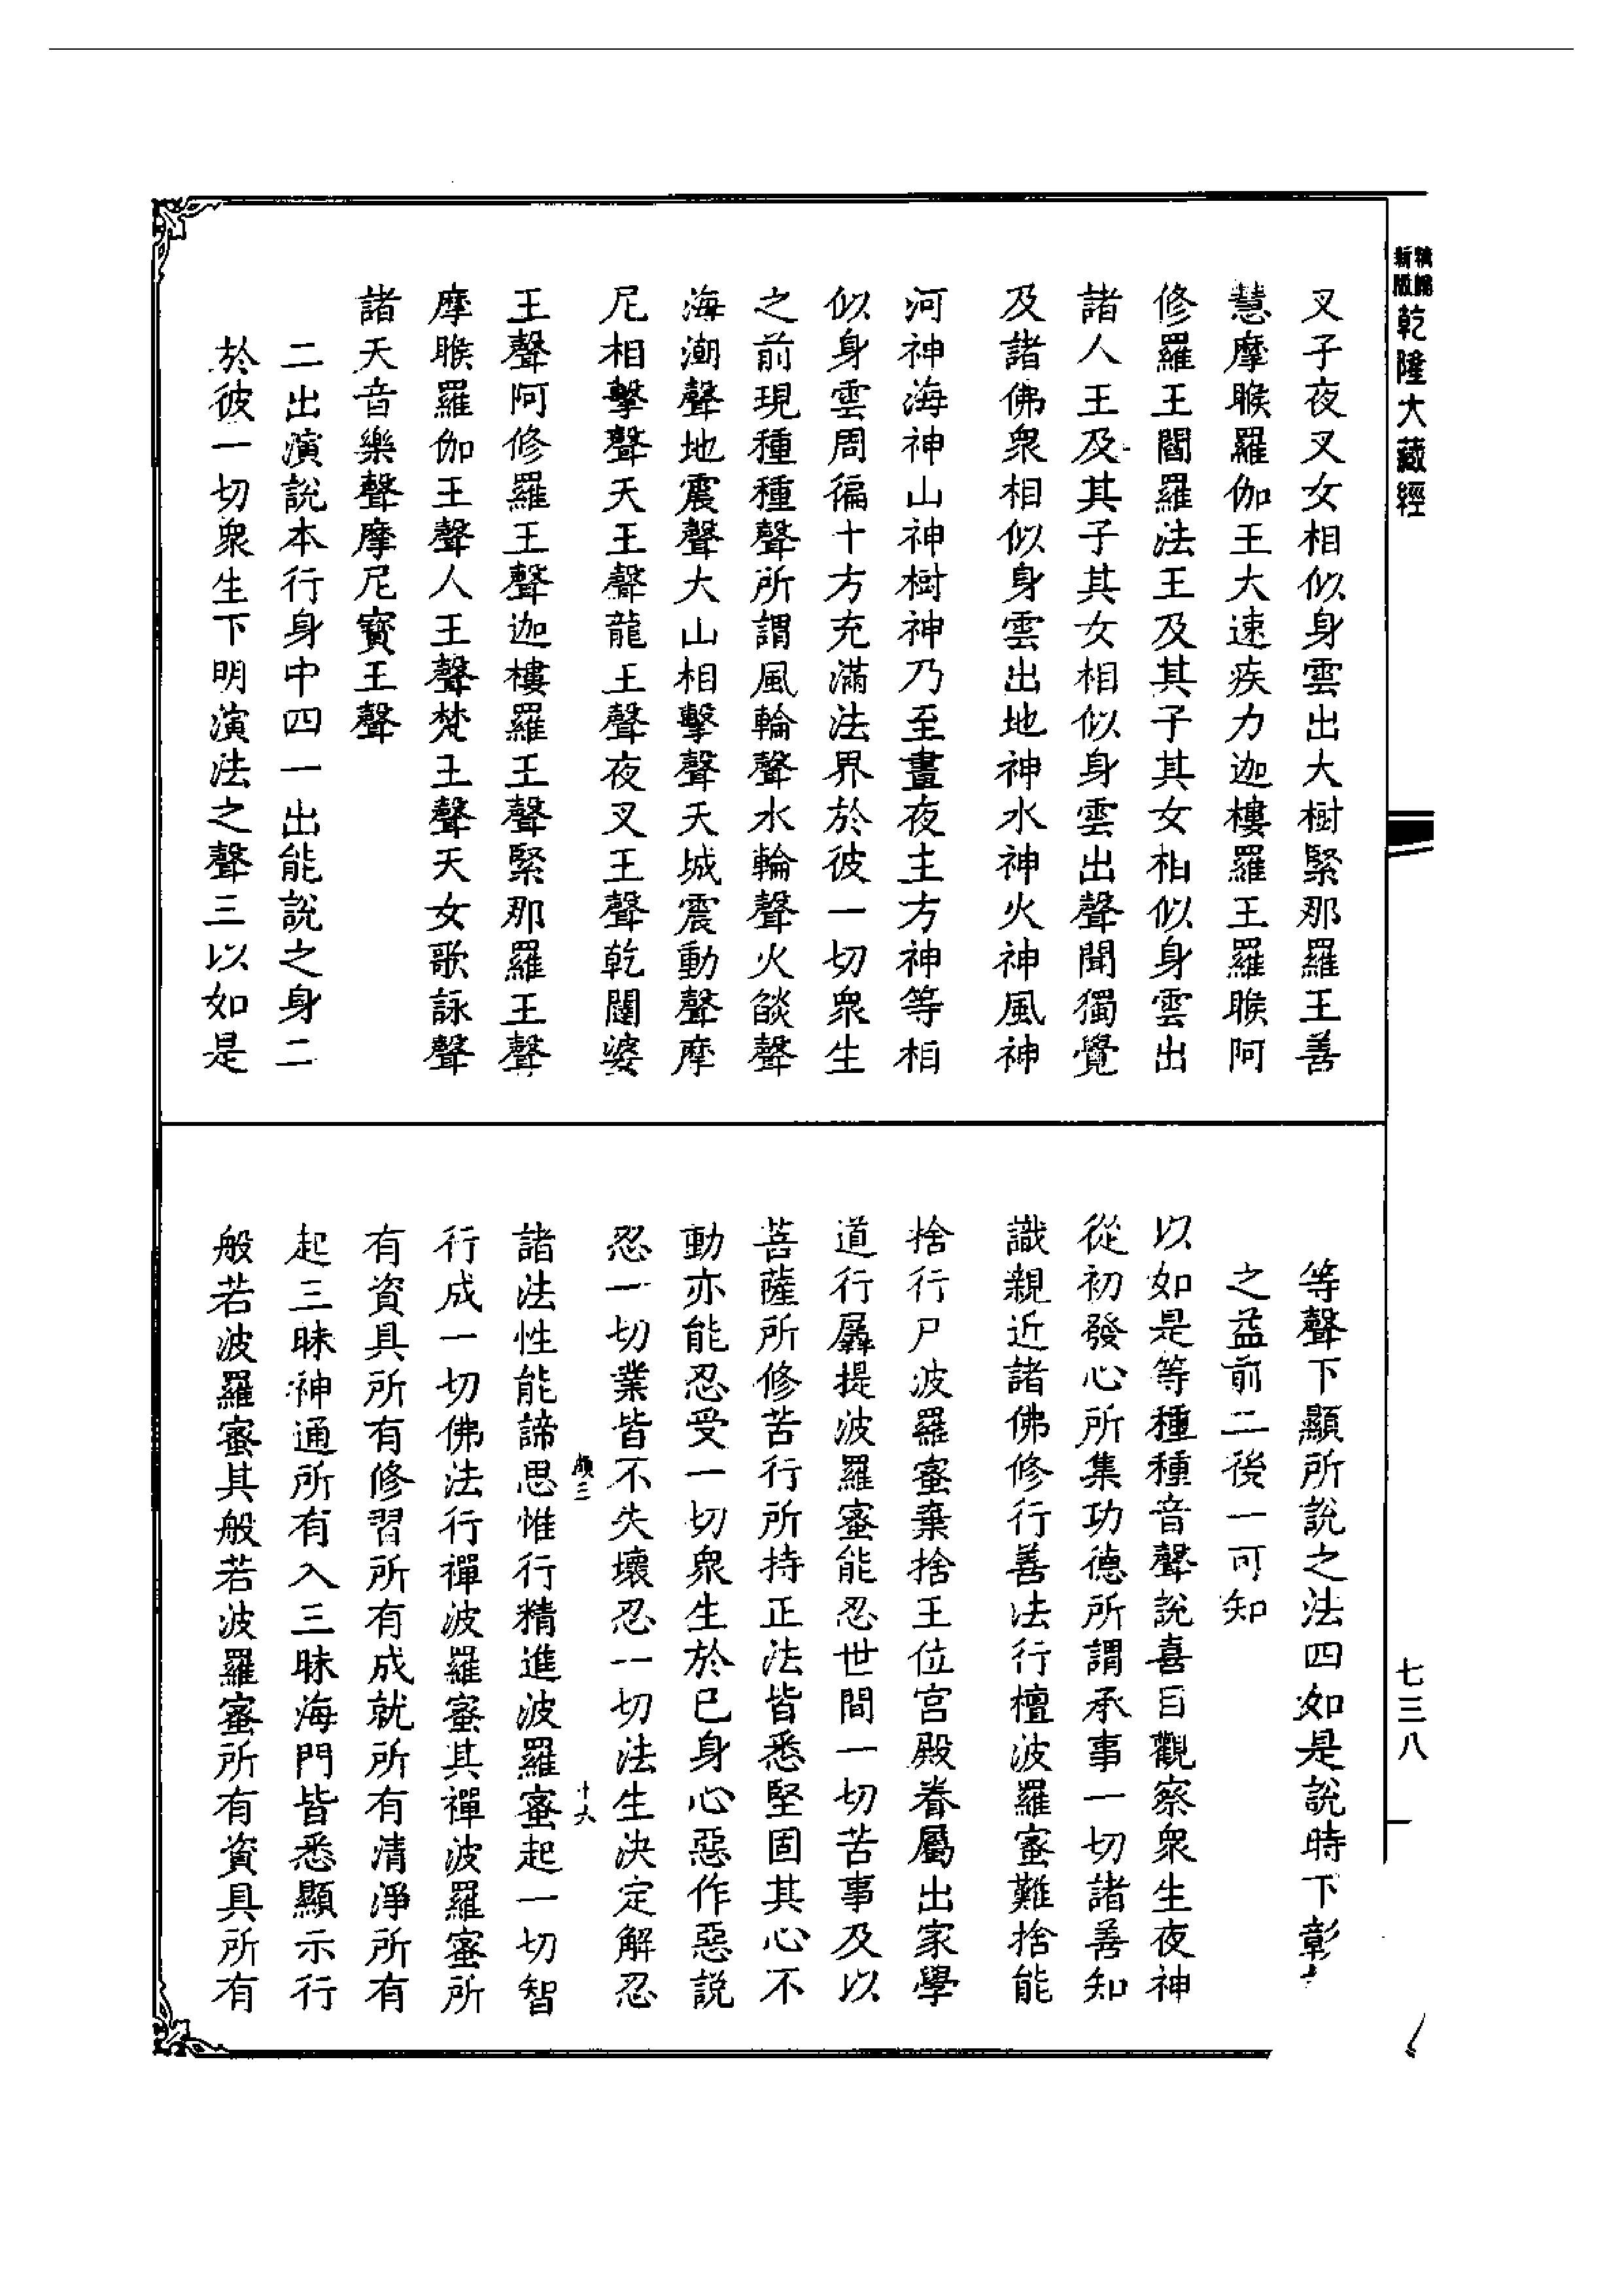 新編縮版乾隆大藏經
叉子夜叉女相似身雲出大樹緊那羅王善
慧摩睺羅伽王大速疾力迦樓羅王羅睺阿
修羅王閻羅法王及其子其女相似身雲出
諸人王及其子其女相似身雲出聲聞獨覺
及諸佛衆相似身雲出地神水神火神風神
河神海神山神樹神乃至晝夜主方神等相
似身雲周徧十方充滿法界於彼一切衆生
之前現種種聲所謂風輪聲水輪聲火燄聲
海潮聲地震聲大山相擊聲天城震動聲摩
尼相擊聲天王聲龍王聲夜叉王聲乾闥婆
王聲阿修羅王聲迦樓羅王聲緊那羅王聲
摩睺羅伽王聲人王聲梵王聲天女歌詠聲
諸天音樂聲摩尼寶王聲
二出演說本行身中四一出能說之身二
於彼一切衆生下明演法之聲三以如是
等聲下顯所說之法四如是說時下彰
之益前二後一可知
以如是等種種音聲說喜目觀察衆生夜神
從初發心所集功德所謂承事一切諸善知
識親近諸佛修行善法行檀波羅蜜難捨能
捨行尸波羅蜜棄捨王位宮殿眷屬出家學
道行羼提波羅蜜能忍世間一切苦事及以
菩薩所修苦行所持正法皆悉堅固其心不
動亦能忍受一切衆生於已身心惡作惡說
忍一切業皆不失壞忍一切法生決定解忍
諸法性能諦思惟行精進波羅蜜起一切智
行成一切佛法行禪波羅蜜其禪波羅蜜所
有資具所有修習所有成就所有清淨所有
起三昧神通所有入三昧海門皆悉顯示行
般若波羅蜜其般若波羅蜜所有資具所有
十六
七三八